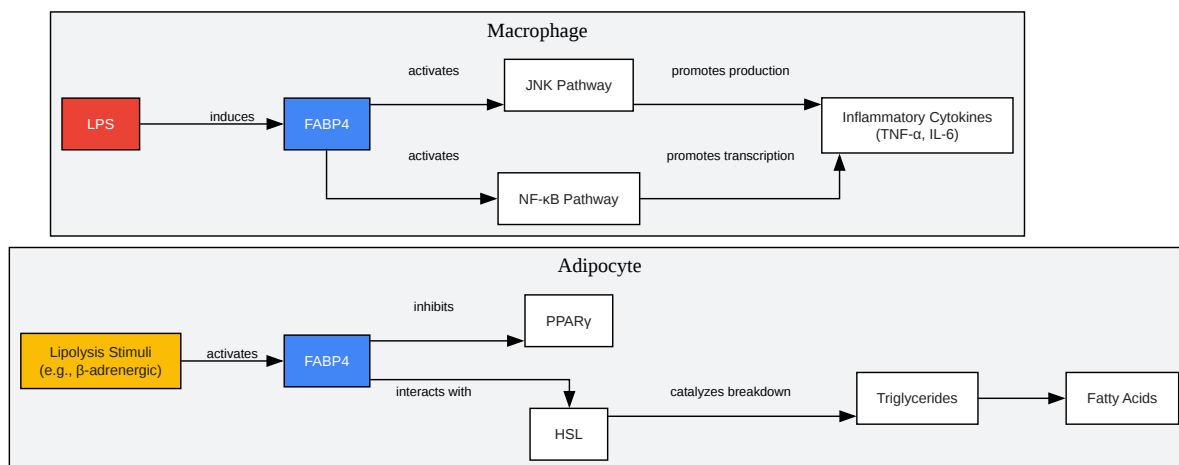 Macrophage
activates
JNK Pathway
promotes production
LPS
induces
FABP4
Inflammatory Cytokines
(TNF-α, IL-6)
activates
NF-κB Pathway
promotes transcription
Adipocyte
inhibits
PPARγ
Lipolysis Stimuli
(e.g., β-adrenergic)
activates
FABP4
interacts with
HSL
catalyzes breakdown
Triglycerides
Fatty Acids